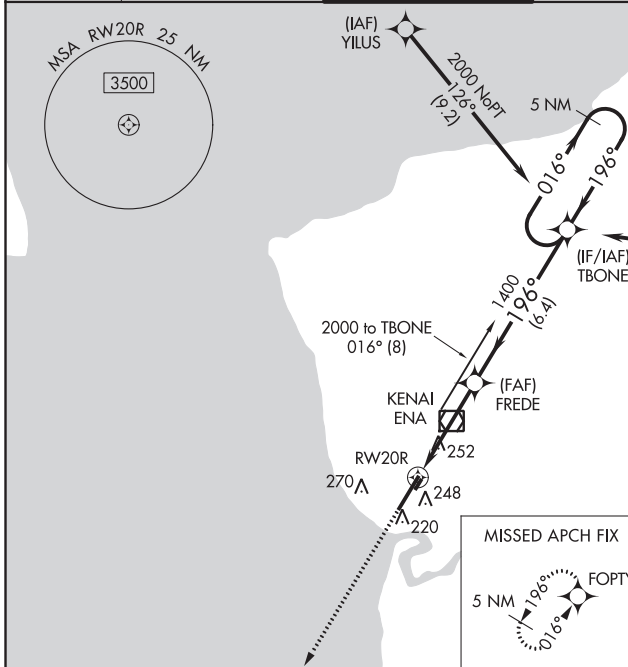 MSA RW20R 25 NM
3500
(IAF)
YILUS
2000 NoPT
126°
(9.2)
5 NM
016°
196°
(IF/IAF)
TBONE
1400
196°
(6.4)
2000 to TBONE
016° (8)
(FAF)
FREDE
KENAI
ENA
252
RW20R
270
248
220
MISSED APCH FIX
FOPTY
5 NM
196°
016°